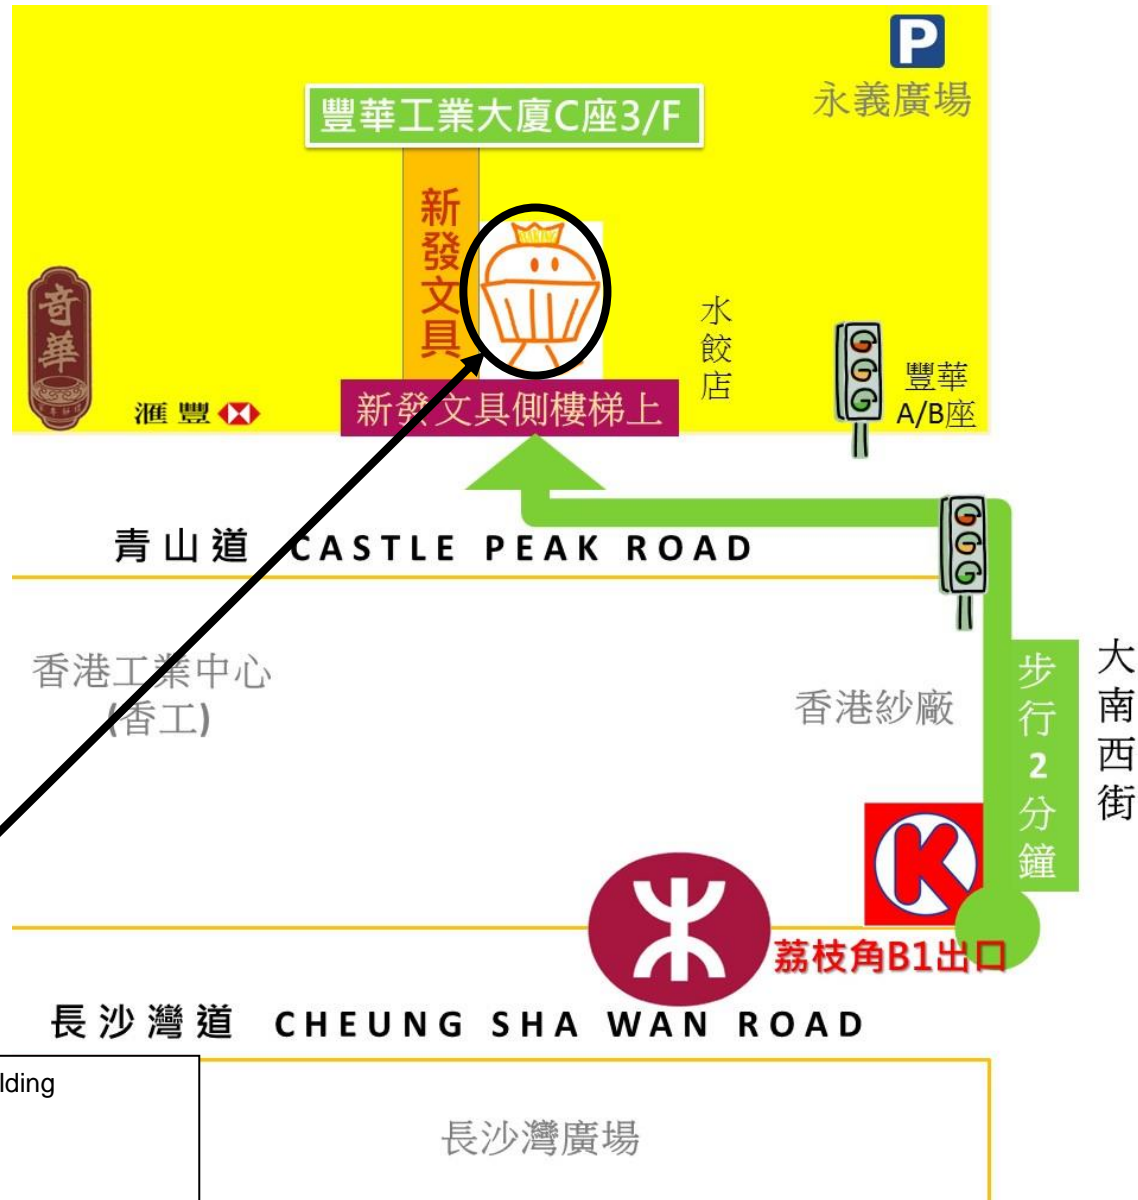 P
永義廣場
豐華工業大廈C座3/F
新發文具
奇華
水餃店
滙豐
新發文具側樓梯上
豐華
A/B座
青山道 CASTLE PEAK ROAD
香港工業中心
(香工)
香港紗廠
步行2分鐘
大南西街
K
荔枝角B1出口
長沙灣道 CHEUNG SHA WAN ROAD
lding
長沙灣廣場